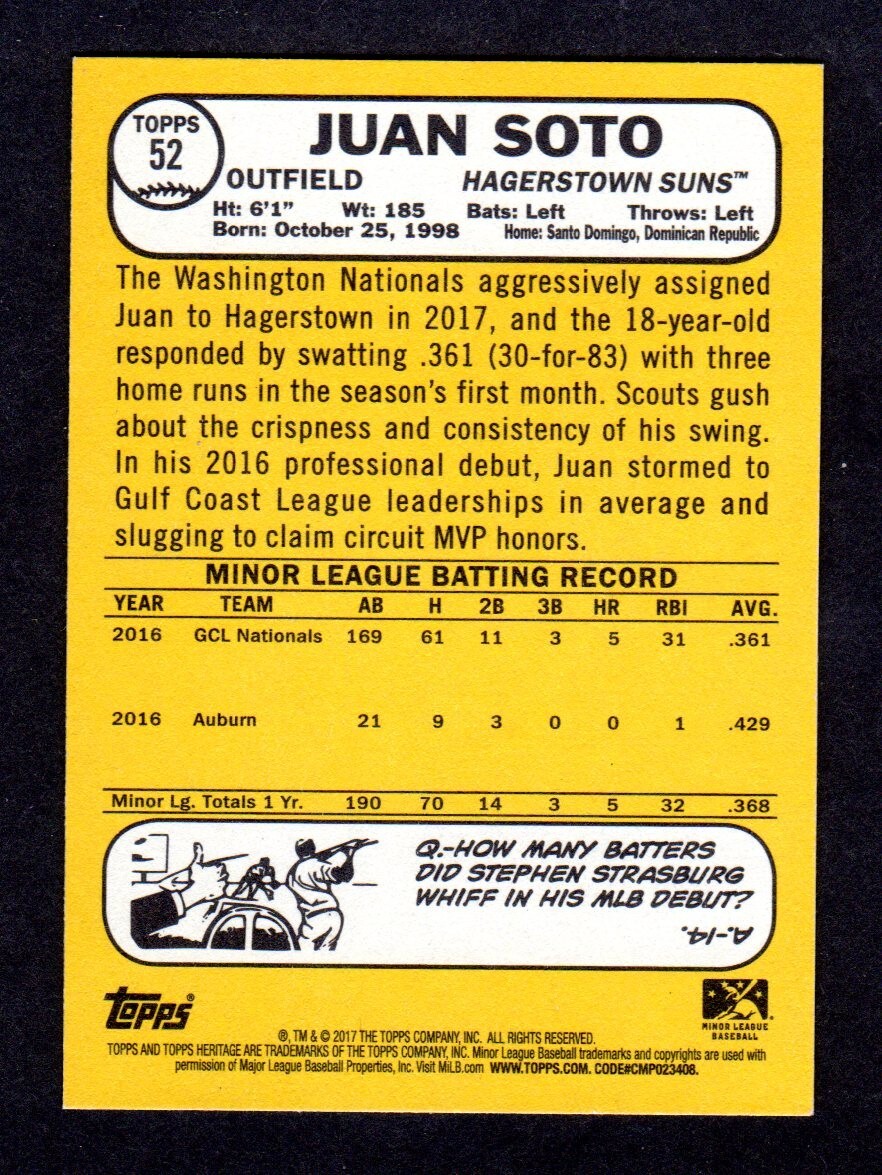 TOPPS
52
JUAN SOTO
OUTFIELD HAGERSTOWN SUNS™
Ht: 6'1" Wt: 185 Bats: Left Throws: Left
Born: October 25, 1998 Home: Santo Domingo, Dominican Republic
The Washington Nationals aggressively assigned
Juan to Hagerstown in 2017, and the 18-year-old
responded by swatting .361 (30-for-83) with three
home runs in the season's first month. Scouts gush
about the crispness and consistency of his swing.
In his 2016 professional debut, Juan stormed to
Gulf Coast League leaderships in average and
slugging to claim circuit MVP honors.
MINOR LEAGUE BATTING RECORD
YEAR TEAM AB H 2B 3B HR RBI AVG.
2016 GCL Nationals 169 61 11 3 5 31 .361
2016 Auburn 21 9 3 0 0 1 .429
Minor Lg. Totals 1 Yr. 190 70 14 3 5 32 .368
Q.-HOW MANY BATTERS
DID STEPHEN STRASBURG
WHIFF IN HIS MLB DEBUT?
A.-14.
Topps®
MINOR LEAGUE
BASEBALL
®, TM & © 2017 THE TOPPS COMPANY, INC. ALL RIGHTS RESERVED.
TOPPS AND TOPPS HERITAGE ARE TRADEMARKS OF THE TOPPS COMPANY, INC. Minor League Baseball trademarks and copyrights are used with
permission of Major League Baseball Properties, Inc. Visit MiLB.com WWW.TOPPS.COM. CODE#CMP023408.